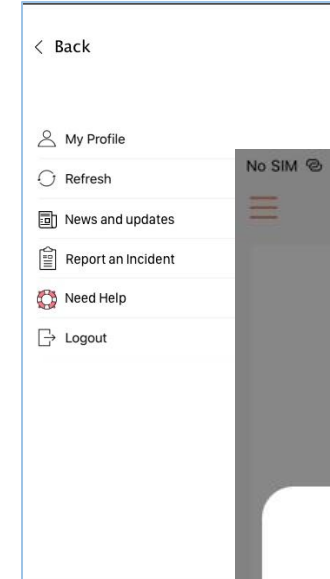 Back
My Profile
No SIM
Refresh
News and updates
Report an Incident
Need Help
Logout